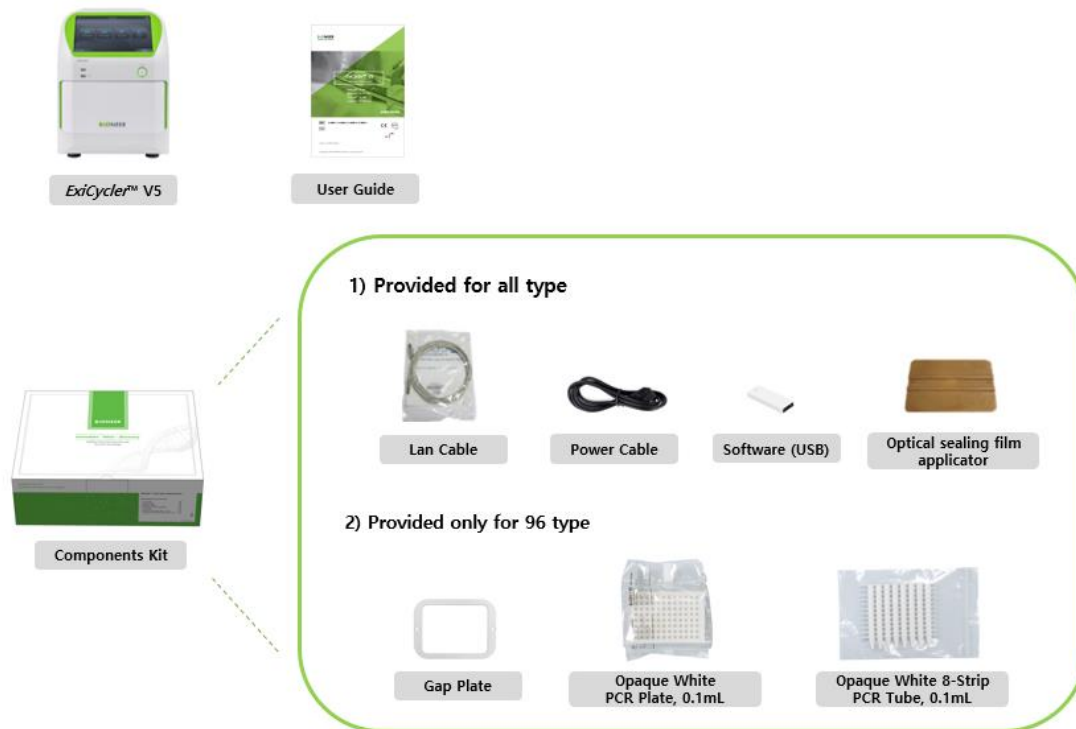 BIONEER
ExiCycler™ V5
User Guide
1) Provided for all type
Lan Cable
Power Cable
Software (USB)
Optical sealing film
applicator
Components Kit
2) Provided only for 96 type
Gap Plate
Opaque White
PCR Plate, 0.1mL
Opaque White 8-Strip
PCR Tube, 0.1mL